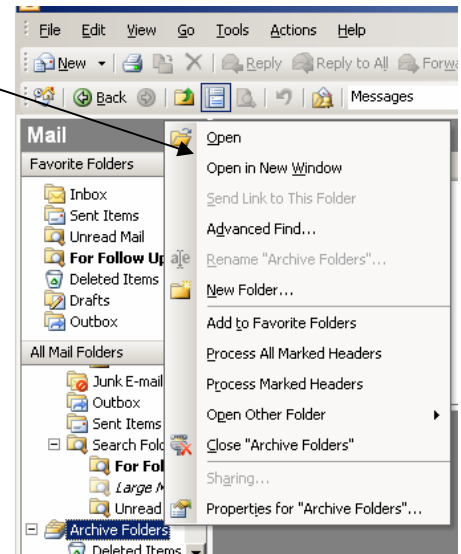 File Edit View Go Tools Actions Help
New Reply Reply to All
Back Messages
Mail
Favorite Folders
Inbox
Sent Items
Unread Mail
For Follow
Deleted Items
Drafts
Outbox
All Mail Folders
Junk E-mail
Outbox
Sent Items
Search
For
Large
Unread
Archive Folders
Deleted Items
Open
Open in New Window
Send Link to This Folder
Advanced Find...
Rename "Archive Folders"...
New Folder...
Add to Favorite Folders
Process All Marked Headers
Process Marked Headers
Open Other Folder
Close "Archive Folders"
Sharing...
Properties for "Archive Folders"...